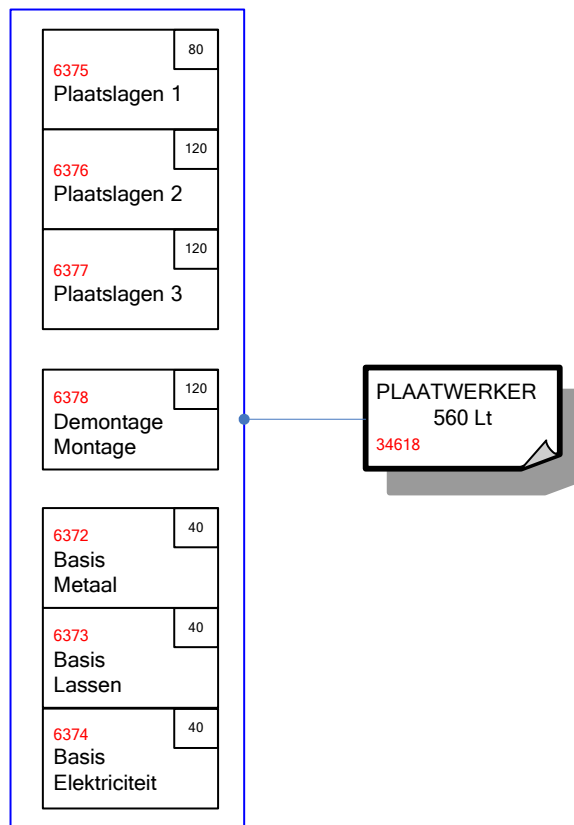 80
6375
Plaatslagen 1
120
6376
Plaatslagen 2
120
6377
Plaatslagen 3
120
6378
Demontage
Montage
40
6372
Basis
Metaal
40
6373
Basis
Lassen
40
6374
Basis
Elektriciteit
PLAATWERKER
560 Lt
34618